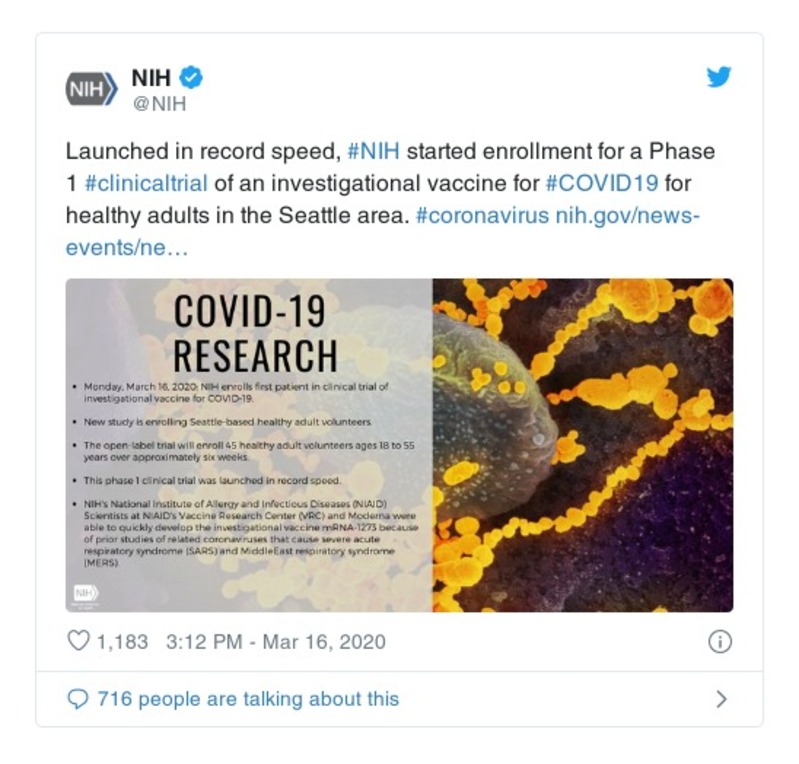 NIH
NIH
@NIH
Launched in record speed, #NIH started enrollment for a Phase
1 #clinicaltrial of an investigational vaccine for #COVID19 for
healthy adults in the Seattle area. #coronavirus nih.gov/news-
events/ne…
COVID-19
RESEARCH
• Monday, March 16, 2020: NIH enrolls first patient in clinical trial of
investigational vaccine for COVID-19.
• New study is enrolling Seattle-based healthy adult volunteers
• The open-label trial will enroll 45 healthy adult volunteers ages 18 to 55
years over approximately six weeks.
• This phase 1 clinical trial was launched in record speed.
• NIH's National Institute of Allergy and Infectious Diseases (NIAID)
Scientists at NIAID's Vaccine Research Center (VRC) and Moderna were
able to quickly develop the investigational vaccine mRNA-1273 because
of prior studies of related coronaviruses that cause severe acute
respiratory syndrome (SARS) and MiddleEast respiratory syndrome
(MERS).
NIH
1,183 3:12 PM - Mar 16, 2020
716 people are talking about this